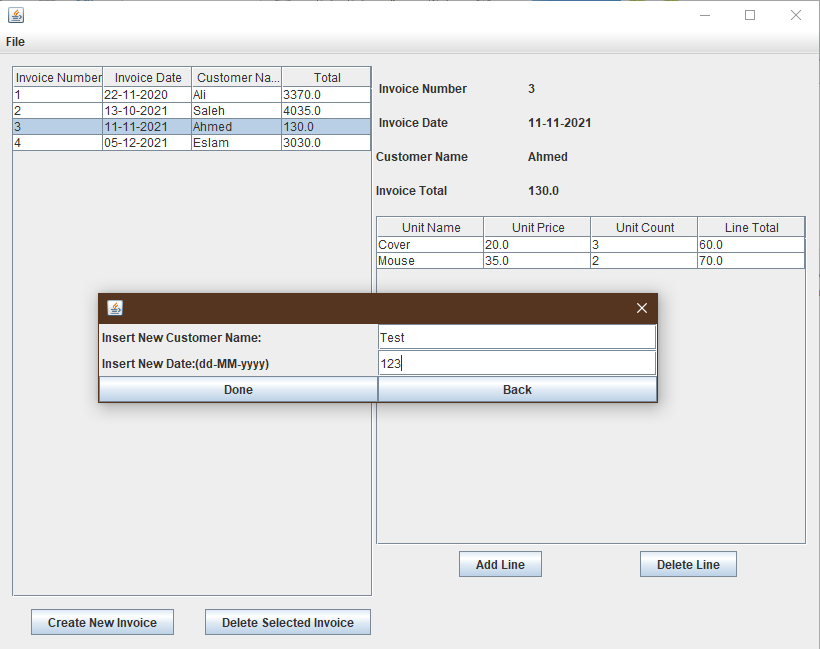 File
Invoice Number Invoice Date Customer Na... Total
1 22-11-2020 Ali 3370.0
2 13-10-2021 Saleh 4035.0
3 11-11-2021 Ahmed 130.0
4 05-12-2021 Eslam 3030.0
Invoice Number 3
Invoice Date 11-11-2021
Customer Name Ahmed
Invoice Total 130.0
Unit Name Unit Price Unit Count Line Total
Cover 20.0 3 60.0
Mouse 35.0 2 70.0
Insert New Customer Name: Test
Insert New Date:(dd-MM-yyyy) 123
Done Back
Add Line Delete Line
Create New Invoice Delete Selected Invoice